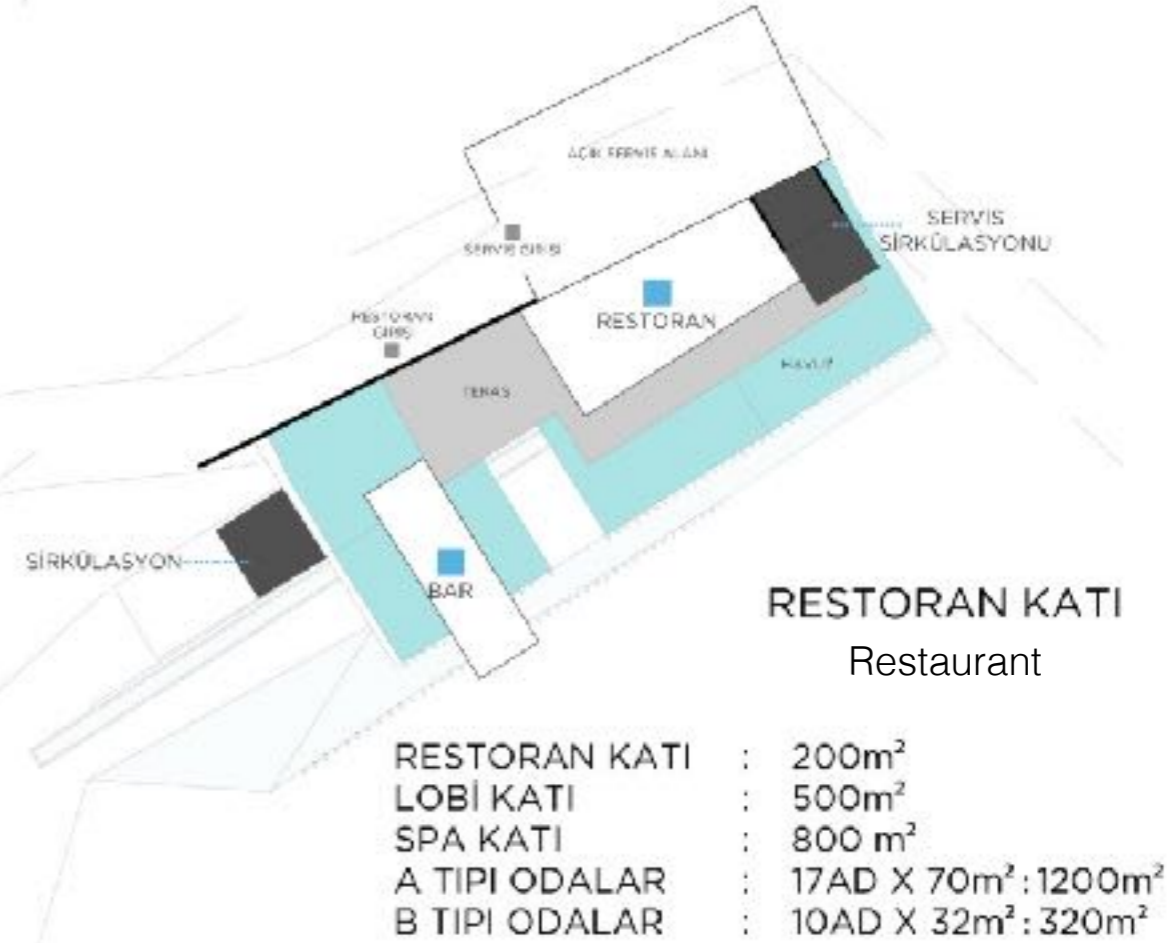 AÇIK SERVİS ALANI
SERVİS
SİRKÜLASYONU
SERVİS GİRİŞİ
RESTORAN
GİRİŞİ
RESTORAN
TERAS
HAVUZ
SİRKÜLASYON
BAR
RESTORAN KATI
Restaurant
RESTORAN KATI : 200m²
LOBİ KATI : 500m²
SPA KATI : 800 m²
A TIPI ODALAR : 17AD X 70m² : 1200m²
B TIPI ODALAR : 10AD X 32m² : 320m²